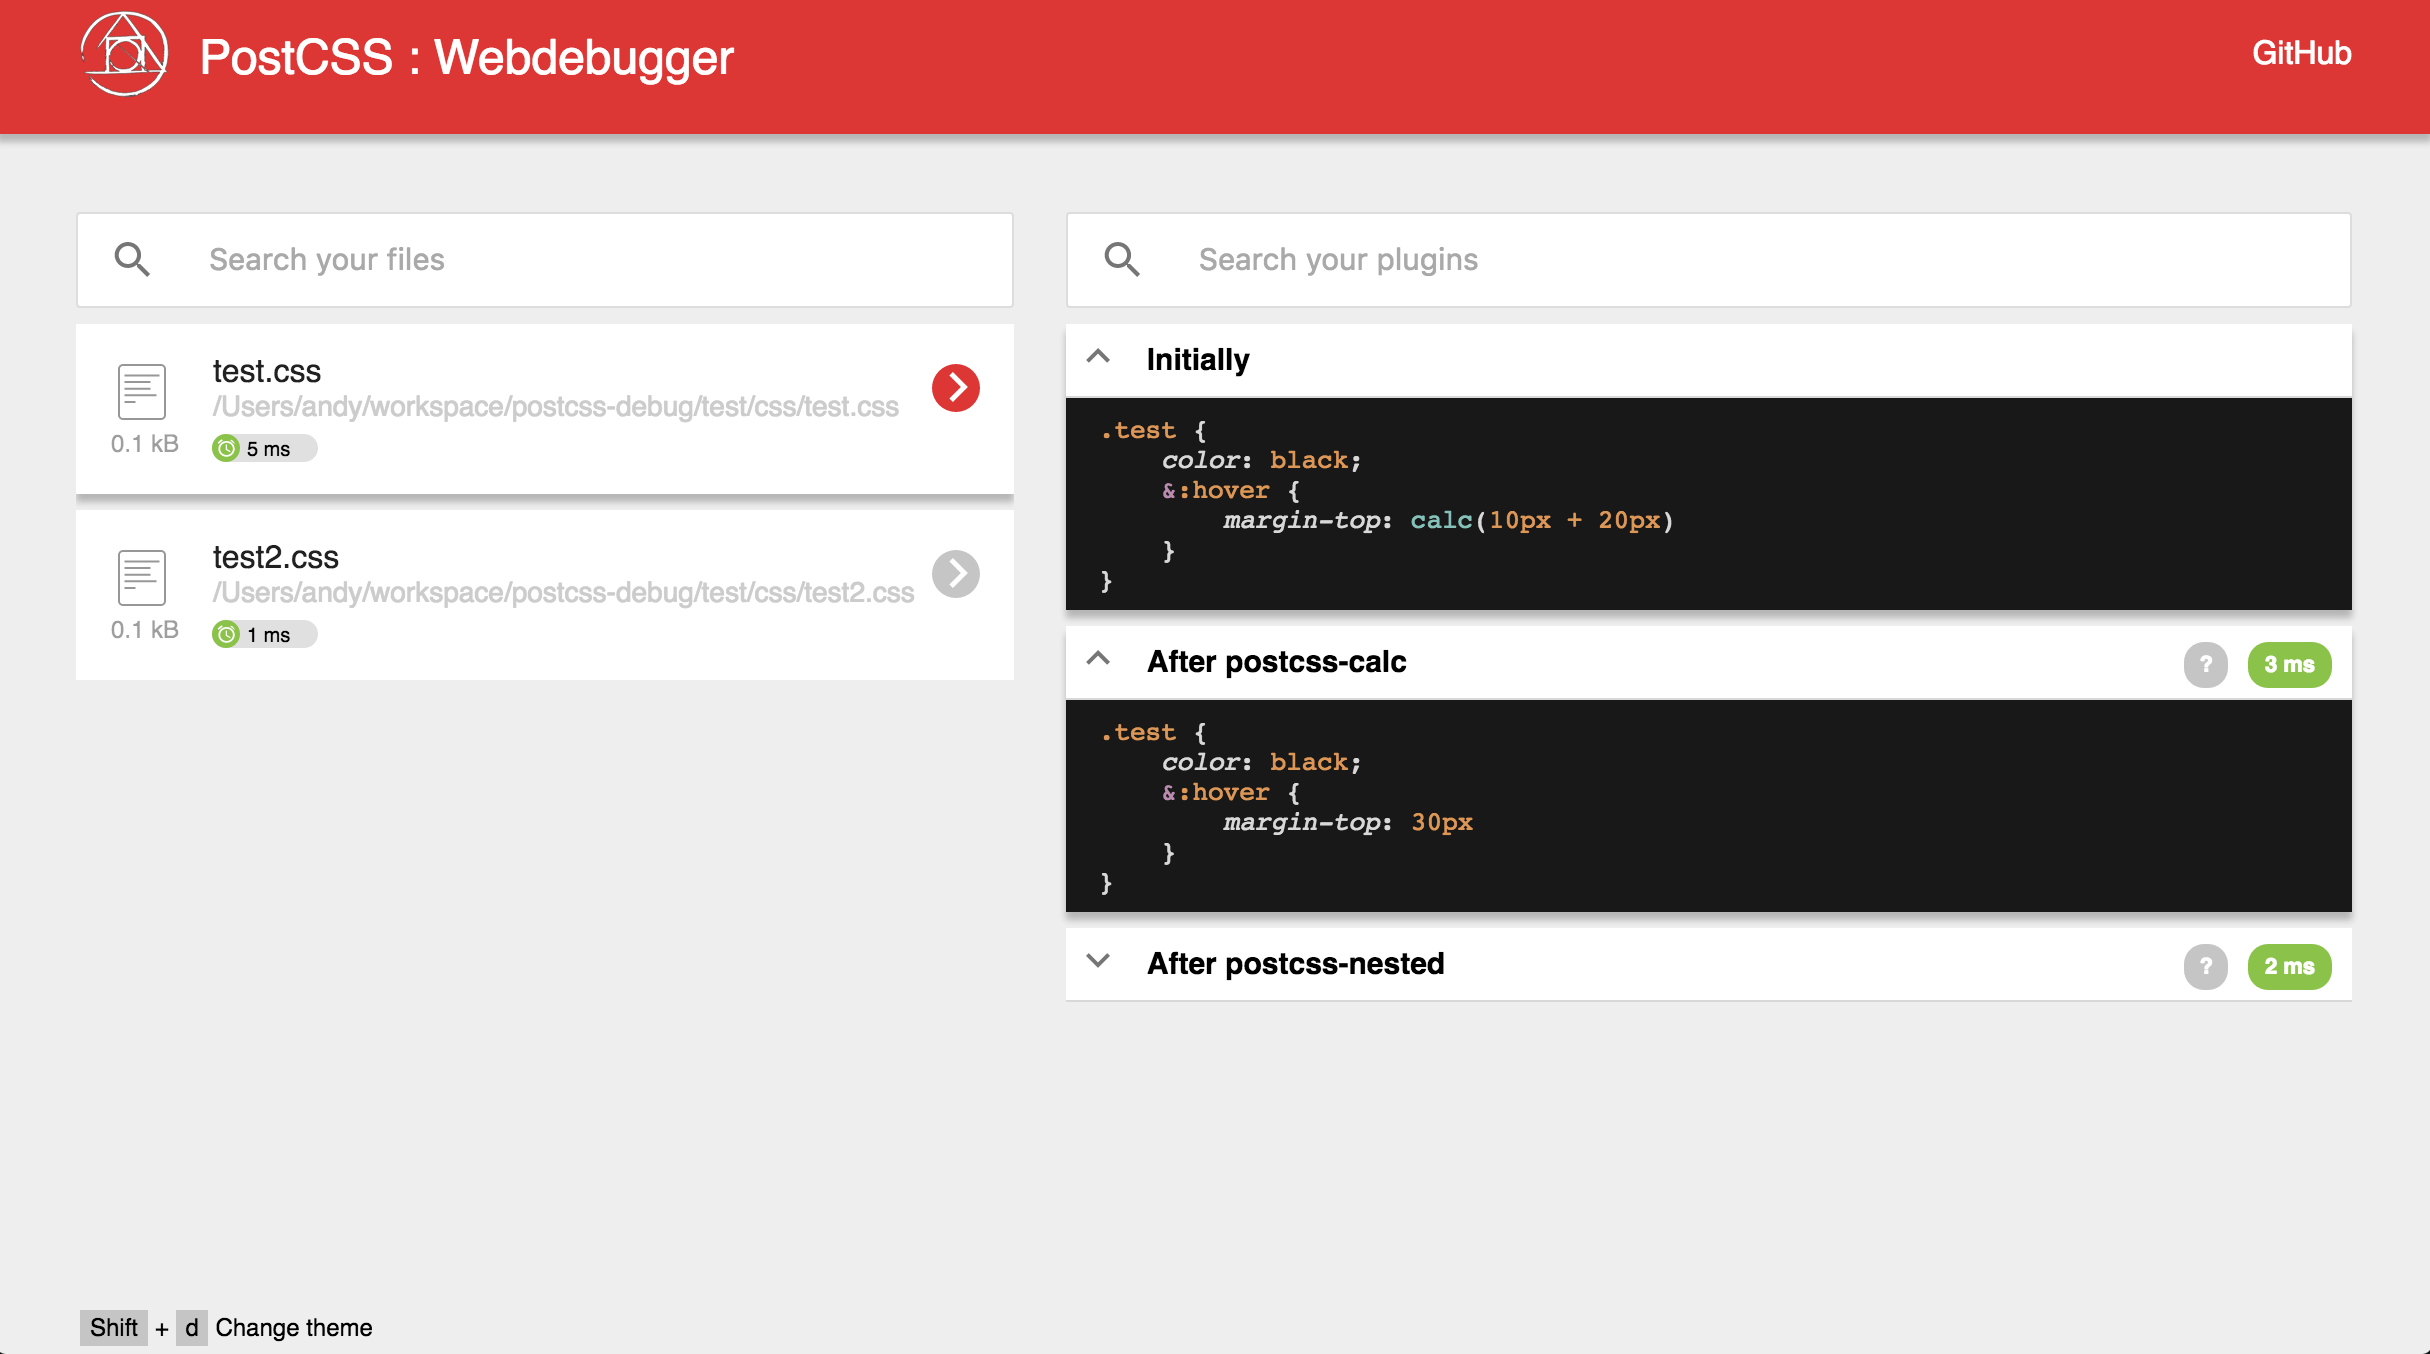 PostCSS : Webdebugger
GitHub
Search your files
test.css
/Users/andy/workspace/postcss-debug/test/css/test.css
0.1 kB
5 ms
test2.css
/Users/andy/workspace/postcss-debug/test/css/test2.css
0.1 kB
1 ms
Search your plugins
Initially
.test {
    color: black;
    &:hover {
        margin-top: calc(10px + 20px)
    }
}
After postcss-calc
?
3 ms
.test {
    color: black;
    &:hover {
        margin-top: 30px
    }
}
After postcss-nested
?
2 ms
Shift + d Change theme